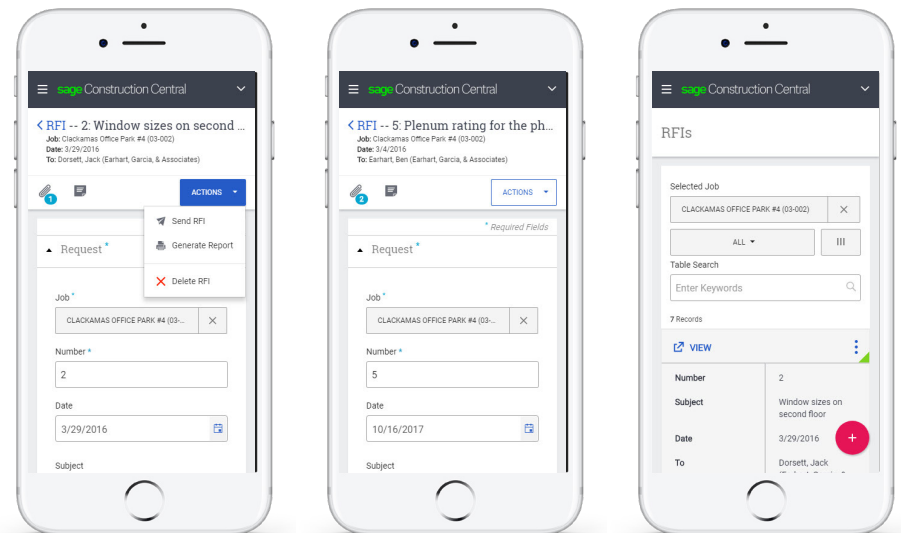 sage Construction Central
RFI -- 2: Window sizes on second ...
Job: Clackamas Office Park #4 (03-002)
Date: 3/29/2016
To: Dorsett, Jack (Earhart, Garcia, & Associates)
1
ACTIONS
Send RFI
Generate Report
Delete RFI
Request *
Job *
CLACKAMAS OFFICE PARK #4 (03-...
Number *
2
Date
3/29/2016
Subject
sage Construction Central
RFI -- 5: Plenum rating for the ph...
Job: Clackamas Office Park #4 (03-002)
Date: 3/4/2016
To: Earhart, Ben (Earhart, Garcia, & Associates)
2
ACTIONS
* Required Fields
Request *
Job *
CLACKAMAS OFFICE PARK #4 (03-...
Number *
5
Date
10/16/2017
Subject
sage Construction Central
RFIs
Selected Job
CLACKAMAS OFFICE PARK #4 (03-002)
ALL
Table Search
Enter Keywords
7 Records
VIEW
Number 2
Subject Window sizes on
second floor
Date 3/29/2016
+
To Dorsett, Jack